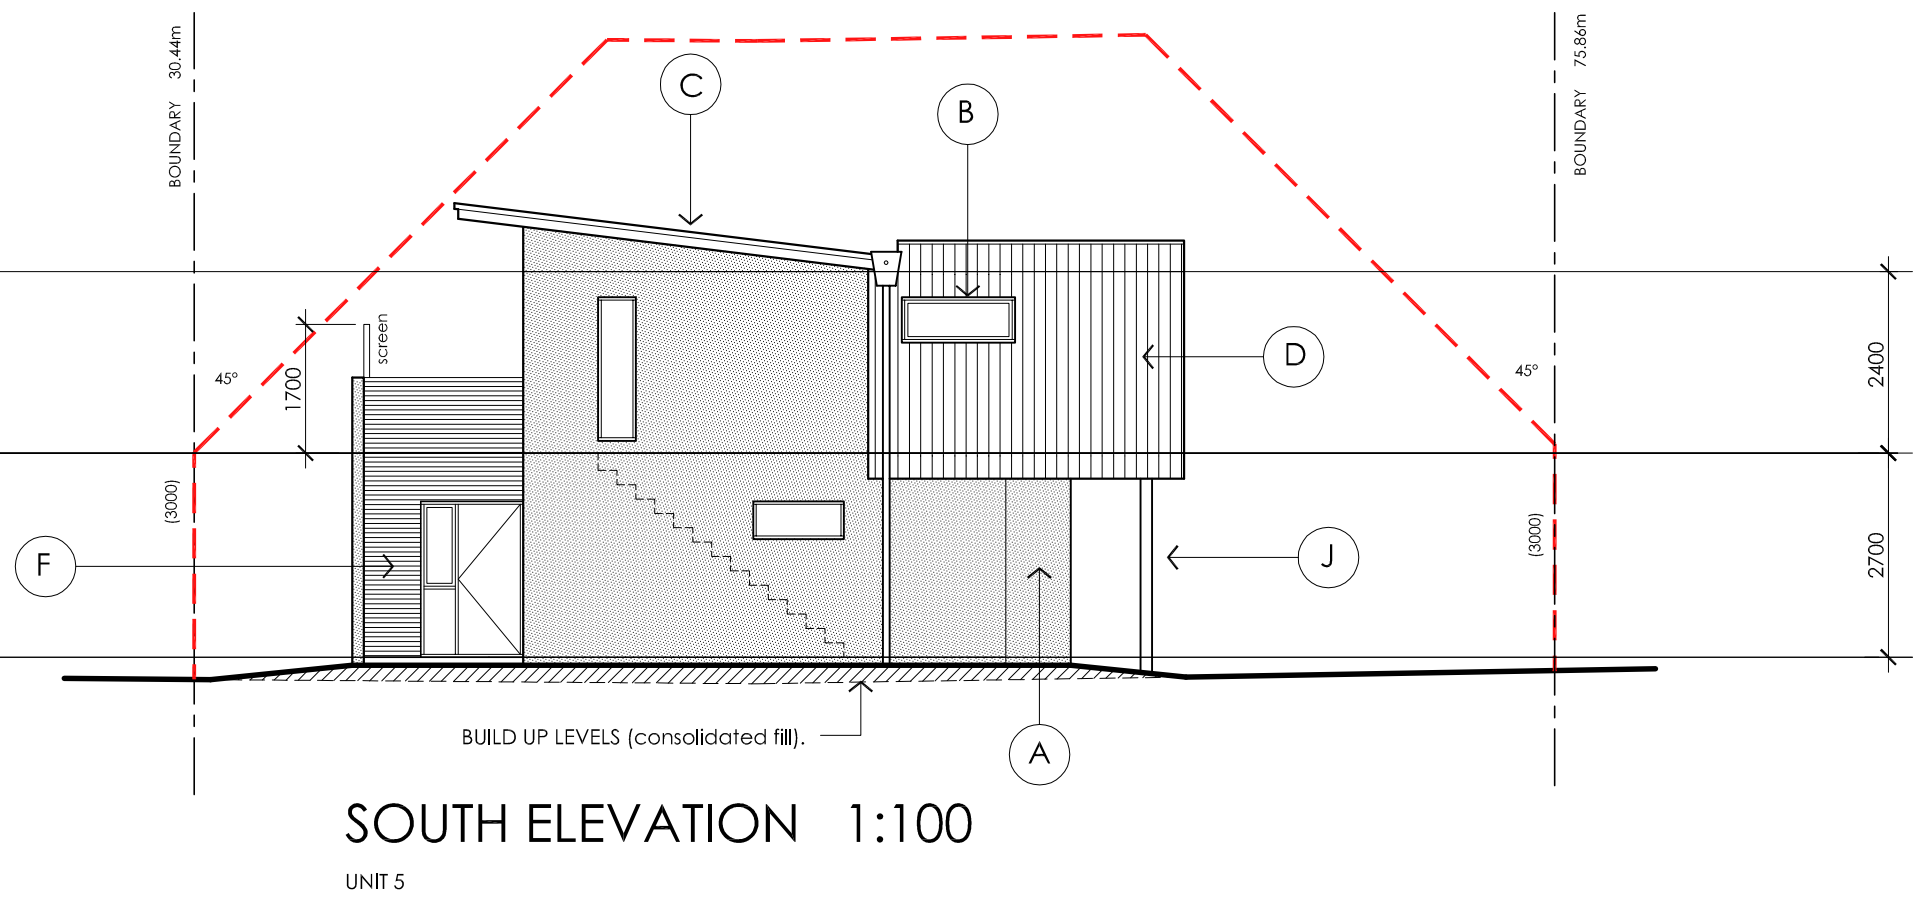 BOUNDARY 30.44m
BOUNDARY 75.86m
C
B
screen
D
45°
45°
1700
2400
(3000)
(3000)
F
J
2700
BUILD UP LEVELS (consolidated fill).
A
SOUTH ELEVATION 1:100
UNIT 5